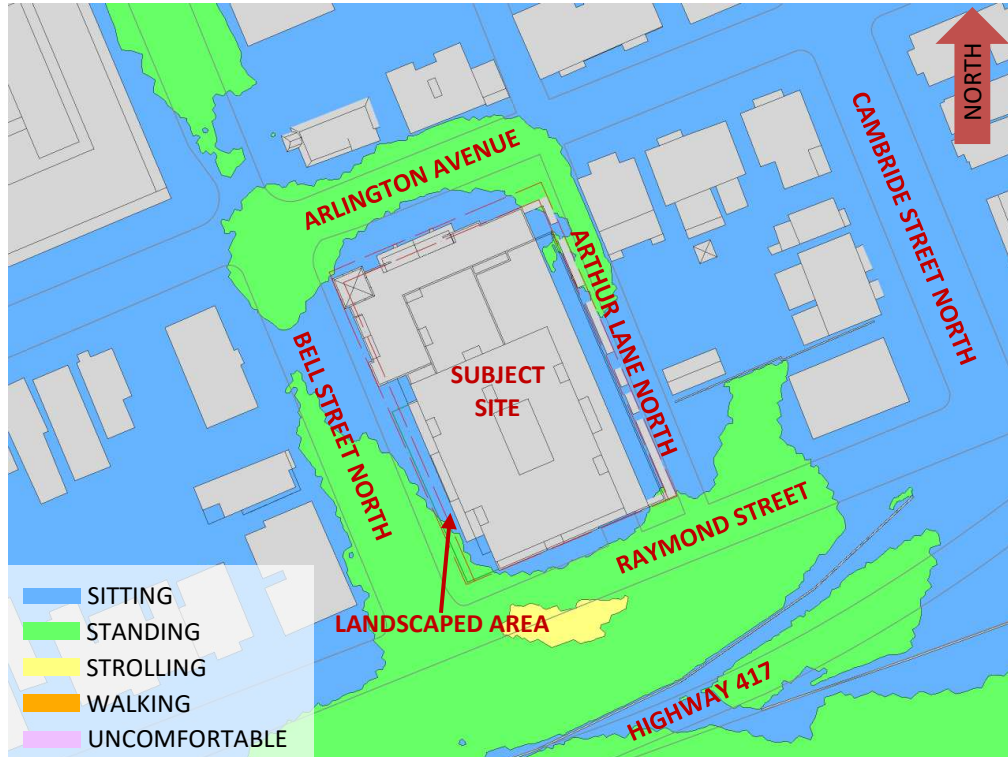 NORTH
CAMBRIDE STREET NORTH
ARLINGTON AVENUE
ARTHUR LANE NORTH
BELL STREET NORTH
SUBJECT
SITE
RAYMOND STREET
LANDSCAPED AREA
HIGHWAY 417
SITTING
STANDING
STROLLING
WALKING
UNCOMFORTABLE